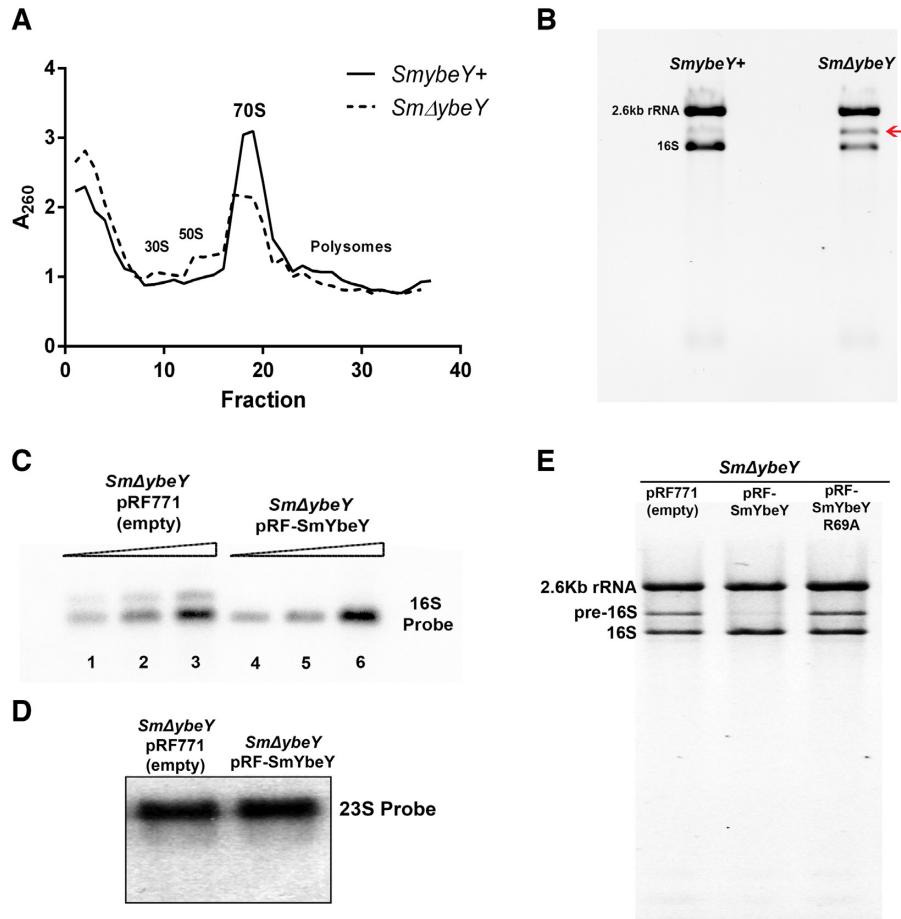 A
SmybeY+
SmΔybeY
70S
30S
50S
Polysomes
A260
4
3
2
1
0
0
10
20
30
40
Fraction
B
SmybeY+
SmΔybeY
2.6kb rRNA
16S
C
SmΔybeY
pRF771
(empty)
SmΔybeY
pRF-SmYbeY
16S
Probe
1 2 3 4 5 6
D
SmΔybeY
pRF771
(empty)
SmΔybeY
pRF-SmYbeY
23S Probe
E
SmΔybeY
pRF771
(empty)
pRF-
SmYbeY
pRF-
SmYbeY
R69A
2.6Kb rRNA
pre-16S
16S